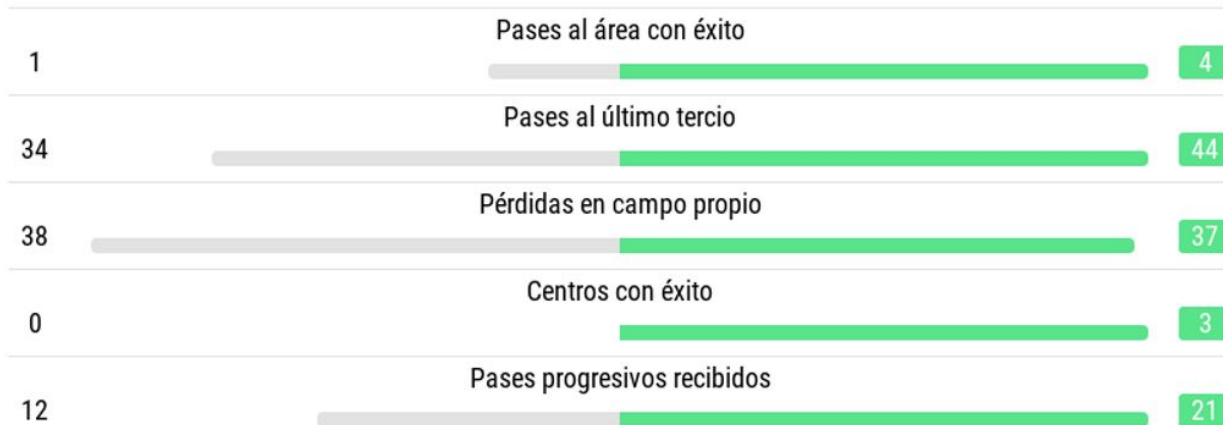 Pases al área con éxito
1 4
Pases al último tercio
34 44
Pérdidas en campo propio
38 37
Centros con éxito
0 3
Pases progresivos recibidos
12 21